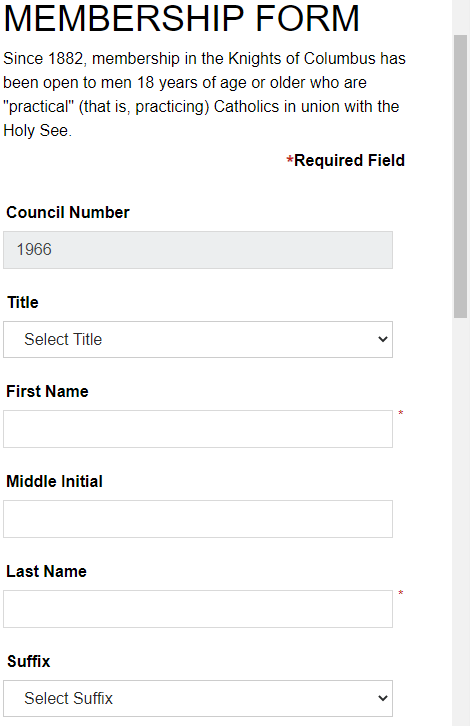 MEMBERSHIP FORM
Since 1882, membership in the Knights of Columbus has
been open to men 18 years of age or older who are
"practical" (that is, practicing) Catholics in union with the
Holy See.
*Required Field
Council Number
1966
Title
Select Title
First Name
*
Middle Initial
Last Name
*
Suffix
Select Suffix